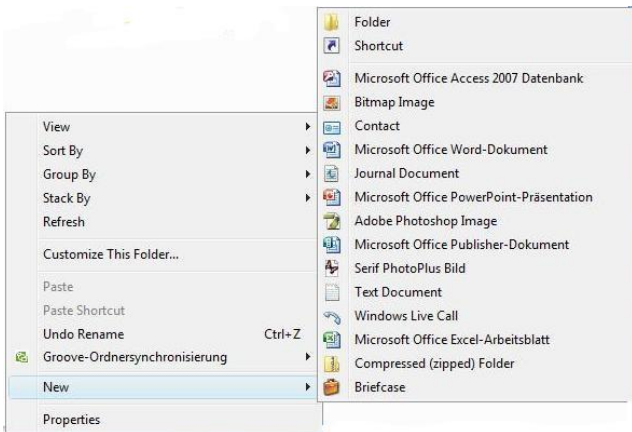 View
Sort By
Group By
Stack By
Refresh
Customize This Folder...
Paste
Paste Shortcut
Undo Rename Ctrl+Z
Groove-Ordnersynchronisierung
New
Properties
Folder
Shortcut
Microsoft Office Access 2007 Datenbank
Bitmap Image
Contact
Microsoft Office Word-Dokument
Journal Document
Microsoft Office PowerPoint-Präsentation
Adobe Photoshop Image
Microsoft Office Publisher-Dokument
Serif PhotoPlus Bild
Text Document
Windows Live Call
Microsoft Office Excel-Arbeitsblatt
Compressed (zipped) Folder
Briefcase